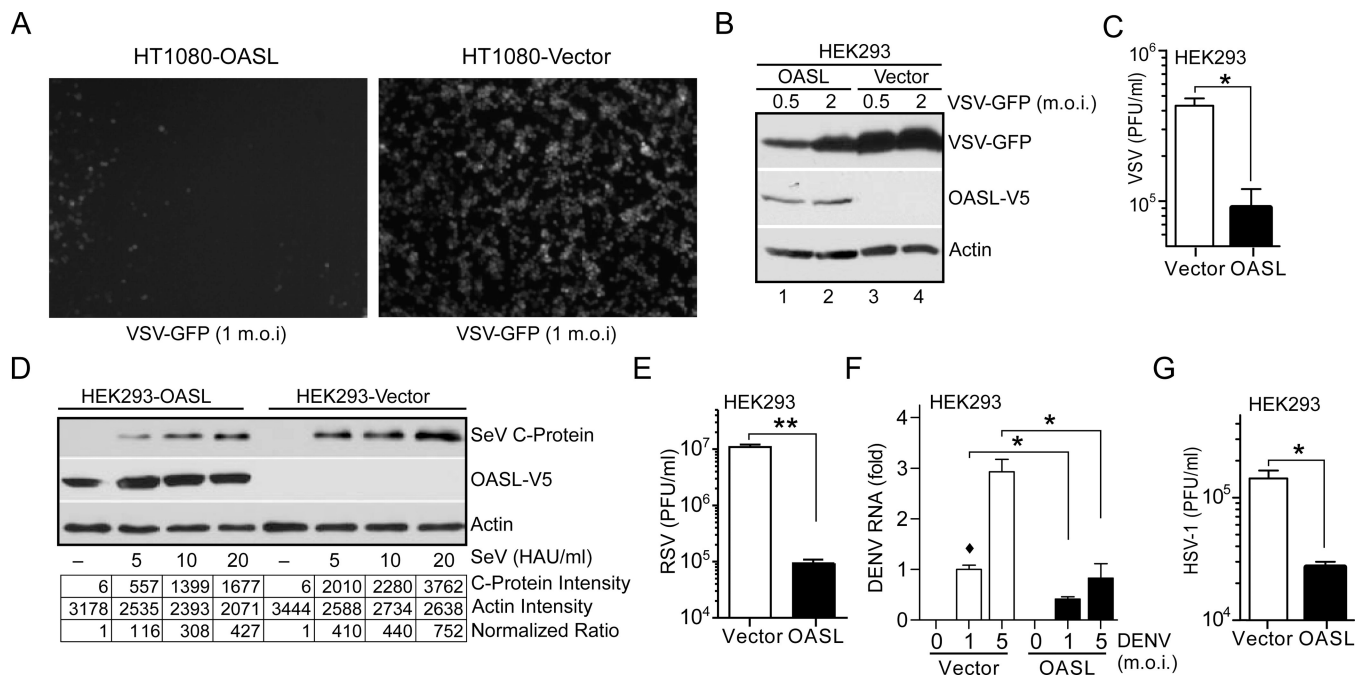 A
HT1080-OASL
HT1080-Vector
VSV-GFP (1 m.o.i)
VSV-GFP (1 m.o.i)
B
HEK293
OASL Vector
0.5 2 0.5 2 VSV-GFP (m.o.i.)
VSV-GFP
OASL-V5
Actin
1 2 3 4
C
HEK293
*
VSV (PFU/ml)
10⁶
10⁵
Vector OASL
D
HEK293-OASL HEK293-Vector
SeV C-Protein
OASL-V5
Actin
– 5 10 20 – 5 10 20 SeV (HAU/ml)
6 557 1399 1677 6 2010 2280 3762 C-Protein Intensity
3178 2535 2393 2071 3444 2588 2734 2638 Actin Intensity
1 116 308 427 1 410 440 752 Normalized Ratio
E
HEK293
**
RSV (PFU/ml)
10⁷
10⁶
10⁵
10⁴
Vector OASL
F
HEK293
*
*
♦
DENV RNA (fold)
4
3
2
1
0
0 1 5 0 1 5 DENV
(m.o.i.)
Vector OASL
G
HEK293
*
HSV-1 (PFU/ml)
10⁵
10⁴
Vector OASL